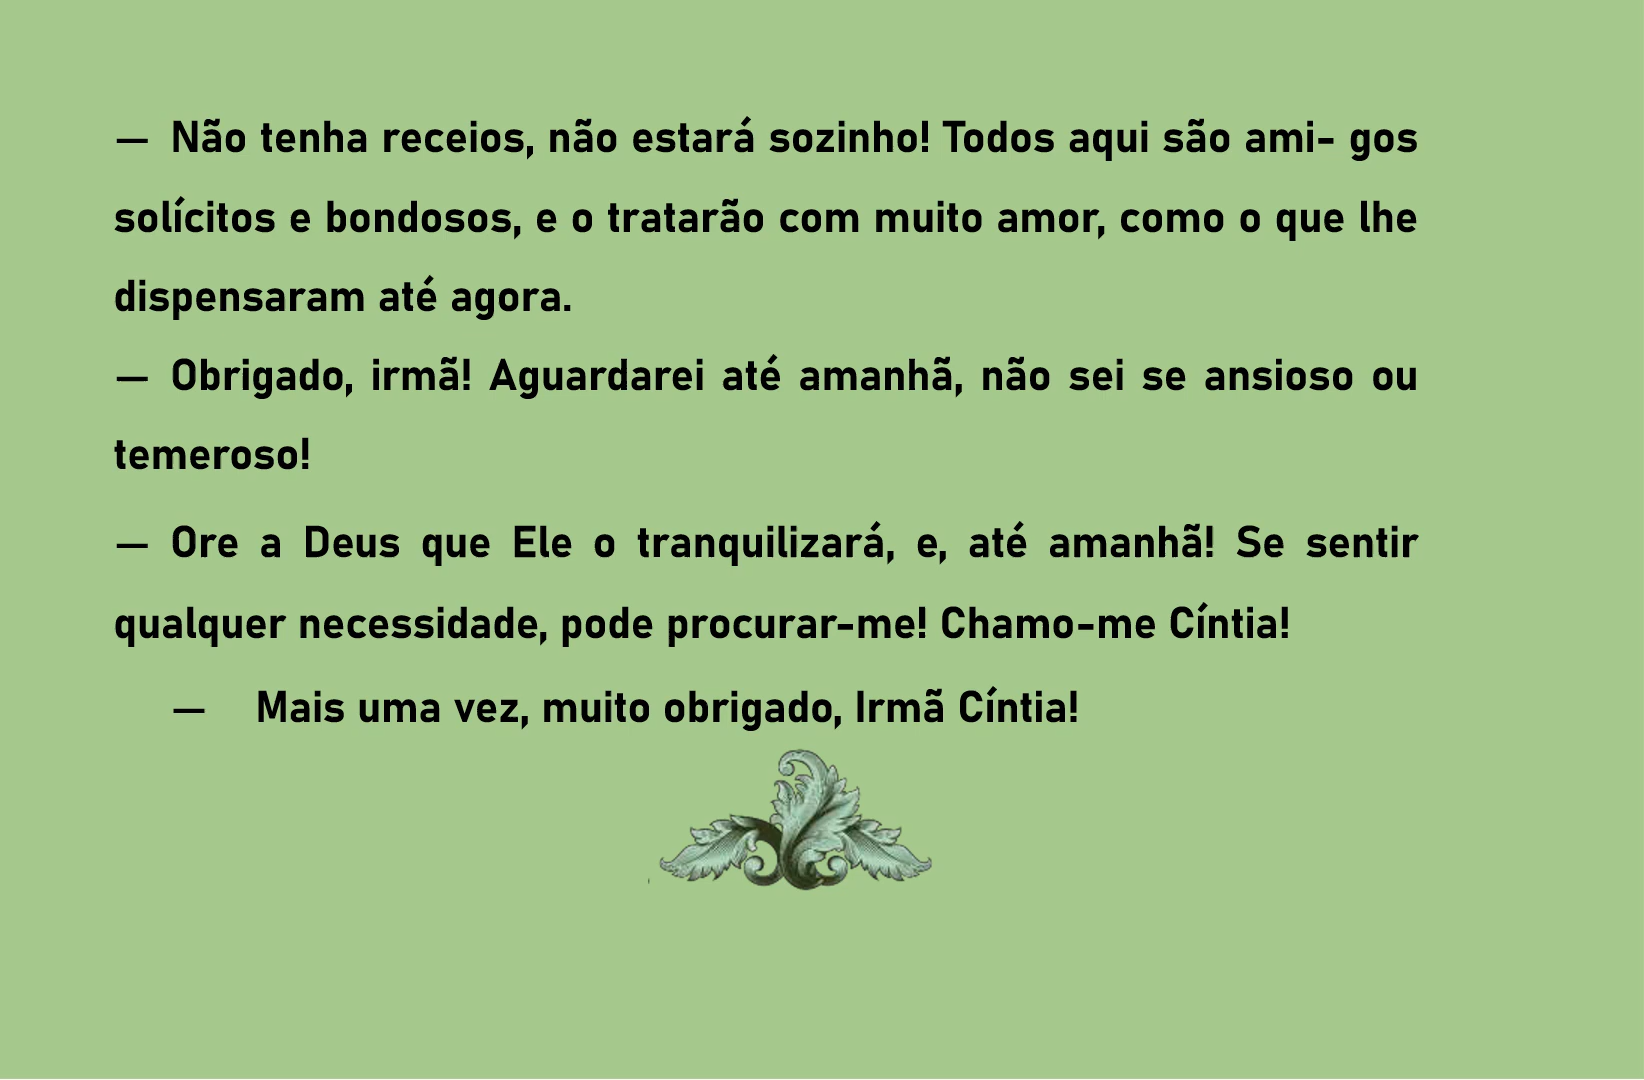 — Não tenha receios, não estará sozinho! Todos aqui são ami- gos
solícitos e bondosos, e o tratarão com muito amor, como o que lhe
dispensaram até agora.
— Obrigado, irmã! Aguardarei até amanhã, não sei se ansioso ou
temeroso!
— Ore a Deus que Ele o tranquilizará, e, até amanhã! Se sentir
qualquer necessidade, pode procurar-me! Chamo-me Cíntia!
— Mais uma vez, muito obrigado, Irmã Cíntia!